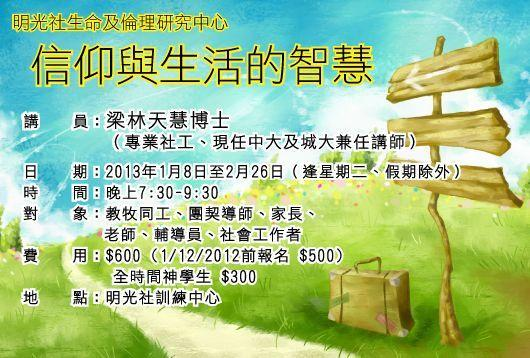 明光社生命及倫理研究中心
信仰與生活的智慧
講　　員：梁林天慧博士
（專業社工、現任中大及城大兼任講師）
日　　期：2013年1月8日至2月26日（逢星期二、假期除外）
時　　間：晚上7:30-9:30
對　　象：教牧同工、團契導師、家長、
老師、輔導員、社會工作者
費　　用：$600（1/12/2012前報名 $500）
全時間神學生 $300
地　　點：明光社訓練中心